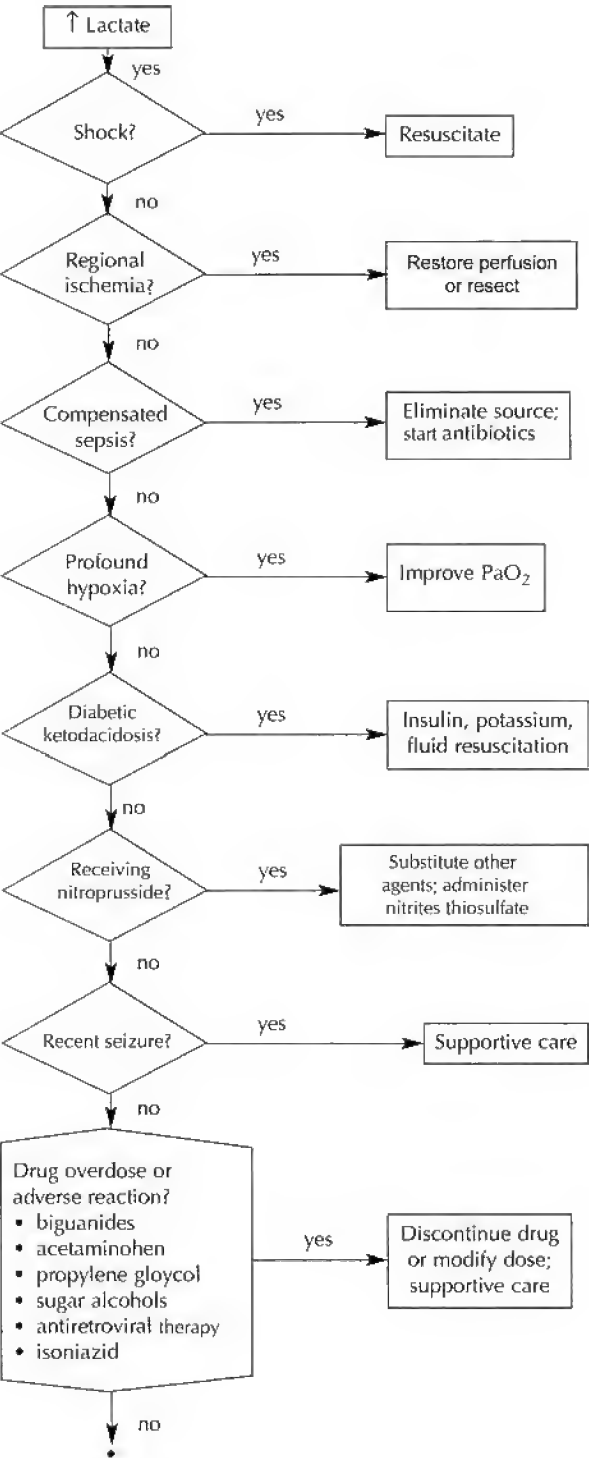 ↑ Lactate
yes
Shock?
yes
Resuscitate
no
Regional
ischemia?
yes
Restore perfusion
or resect
no
Compensated
sepsis?
yes
Eliminate source;
start antibiotics
no
Profound
hypoxia?
yes
Improve PaO₂
no
Diabetic
ketodacidosis?
yes
Insulin, potassium,
fluid resuscitation
no
Receiving
nitroprusside?
yes
Substitute other
agents; administer
nitrites thiosulfate
no
Recent seizure?
yes
Supportive care
no
Drug overdose or
adverse reaction?
• biguanides
• acetaminohen
• propylene gloycol
• sugar alcohols
• antiretroviral therapy
• isoniazid
yes
Discontinue drug
or modify dose;
supportive care
no